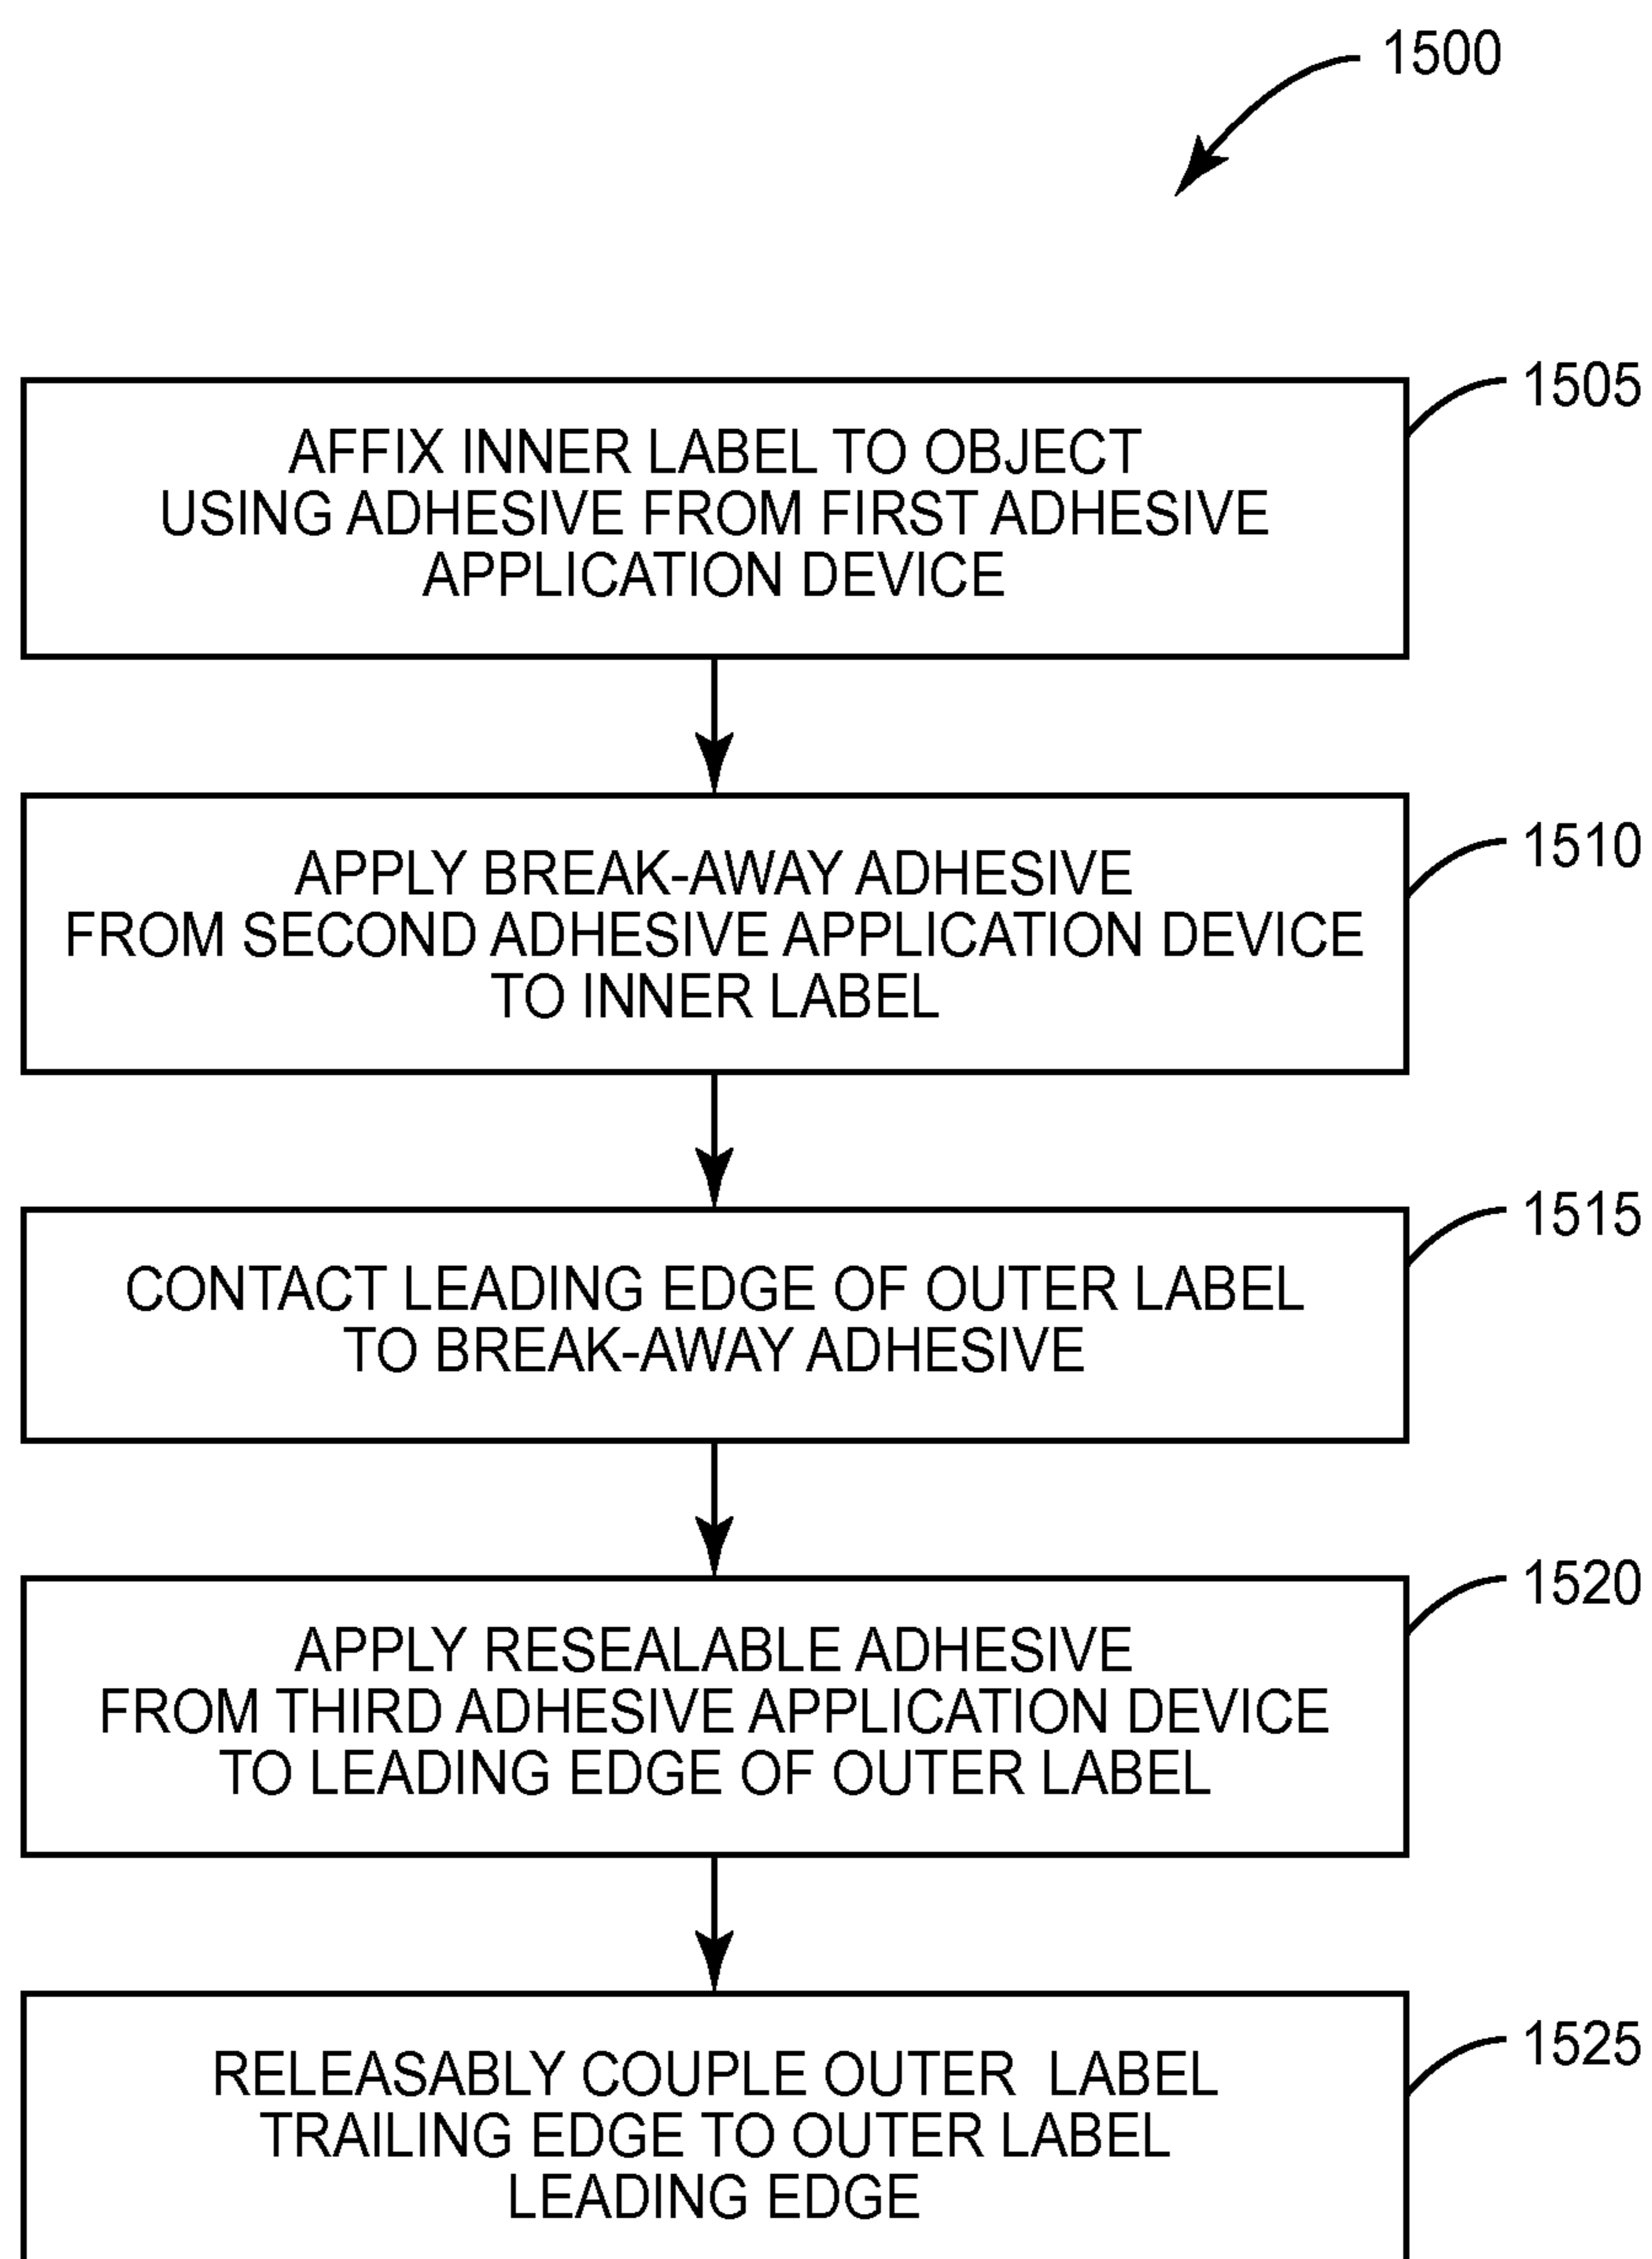 1500
1505
AFFIX INNER LABEL TO OBJECT
USING ADHESIVE FROM FIRST ADHESIVE
APPLICATION DEVICE
1510
APPLY BREAK-AWAY ADHESIVE
FROM SECOND ADHESIVE APPLICATION DEVICE
TO INNER LABEL
1515
CONTACT LEADING EDGE OF OUTER LABEL
TO BREAK-AWAY ADHESIVE
1520
APPLY RESEALABLE ADHESIVE
FROM THIRD ADHESIVE APPLICATION DEVICE
TO LEADING EDGE OF OUTER LABEL
1525
RELEASABLY COUPLE OUTER LABEL
TRAILING EDGE TO OUTER LABEL
LEADING EDGE